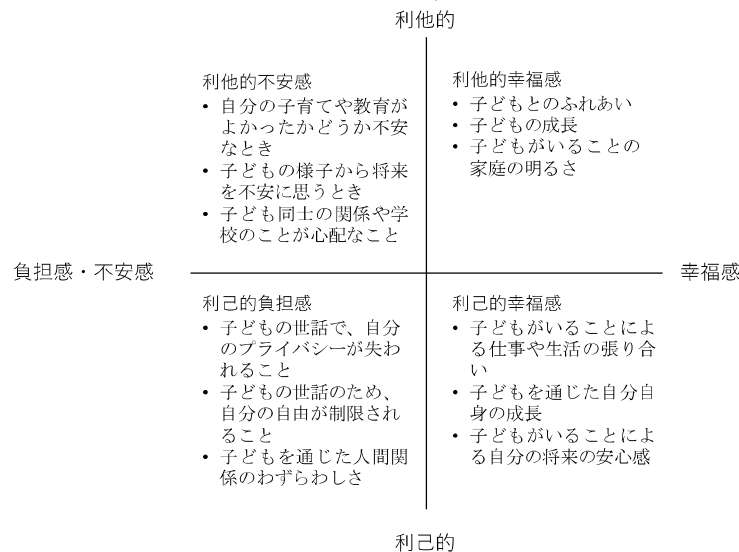 利他的
利他的不安感
• 自分の子育てや教育が
よかったかどうか不安
なとき
• 子どもの様子から将来
を不安に思うとき
• 子ども同士の関係や学
校のことが心配なこと
利他的幸福感
• 子どもとのふれあい
• 子どもの成長
• 子どもがいることの
家庭の明るさ
負担感・不安感
幸福感
利己的負担感
• 子どもの世話で、自分
のプライバシーが失わ
れること
• 子どもの世話のため、
自分の自由が制限され
ること
• 子どもを通じた人間関
係のわずらわしさ
利己的幸福感
• 子どもがいることによ
る仕事や生活の張り合
い
• 子どもを通じた自分自
身の成長
• 子どもがいることによ
る自分の将来の安心感
利己的